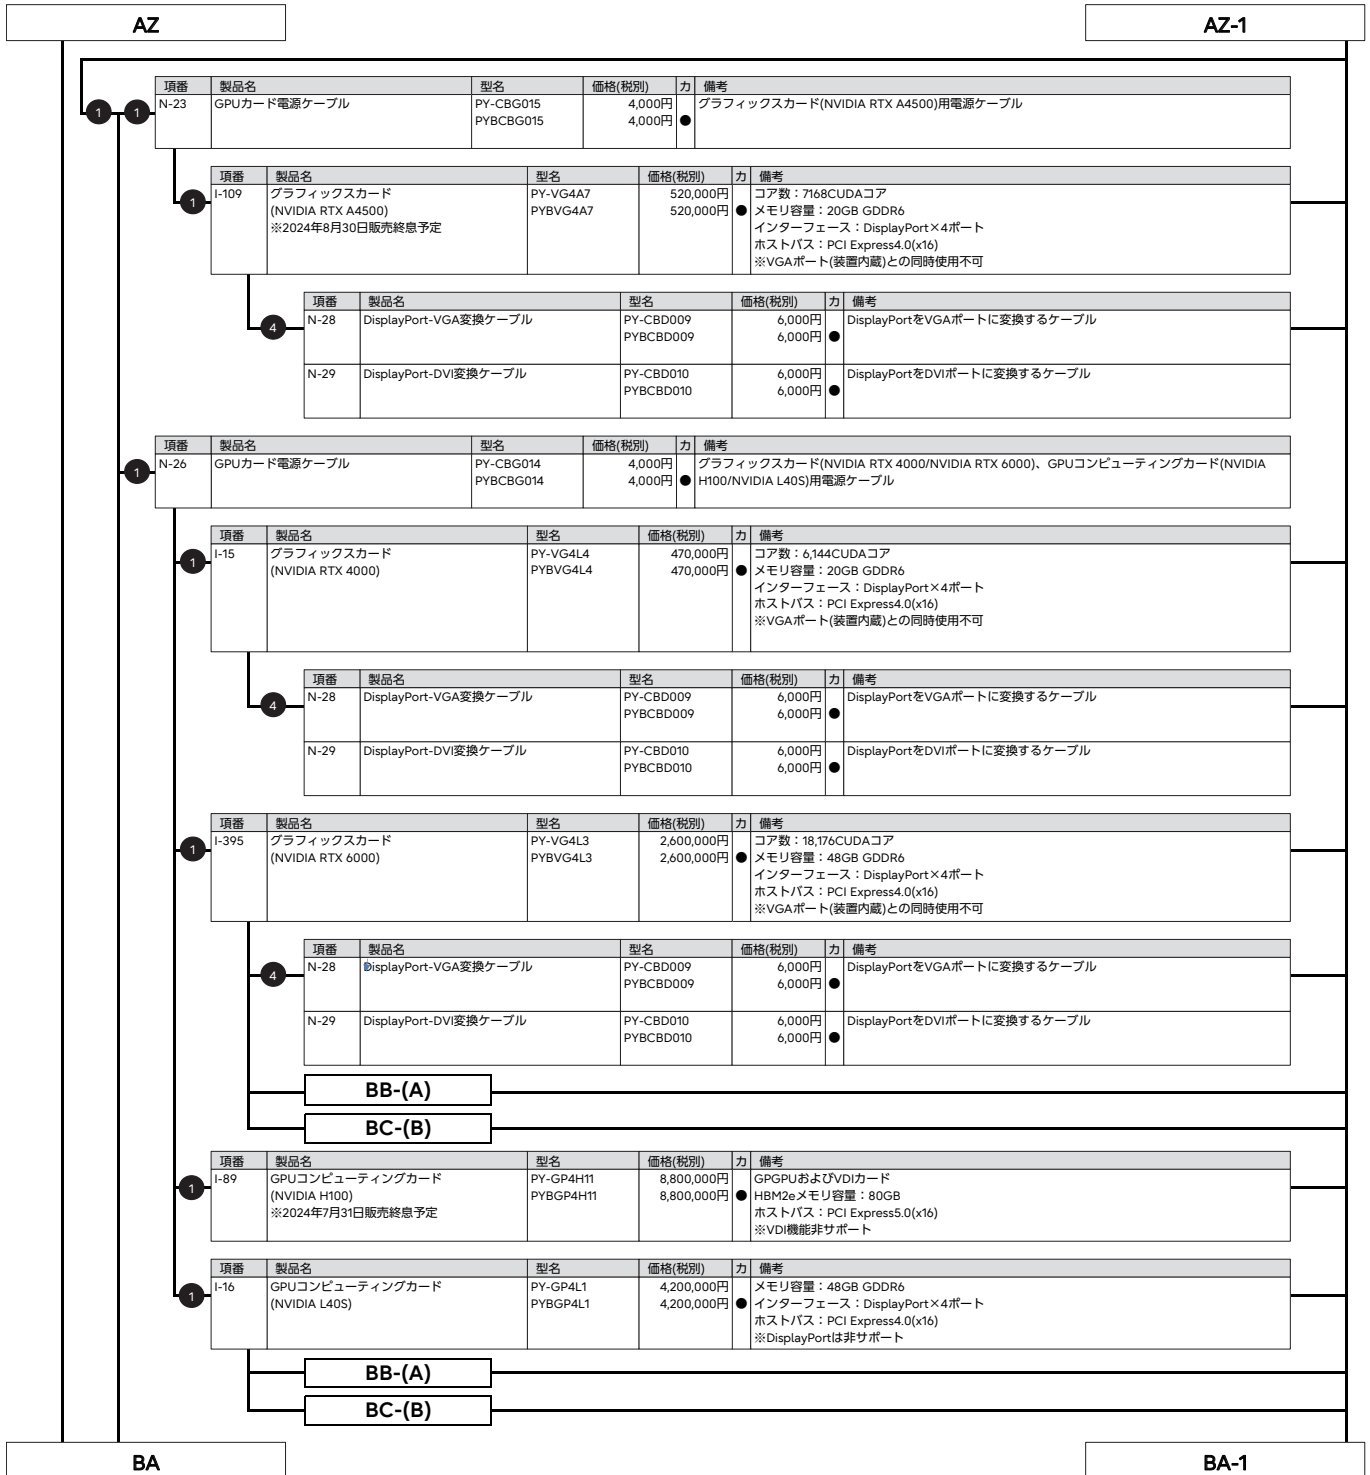 AZ AZ-1
項番 製品名 型名 価格(税別) カ 備考
1 1 N-23 GPUカード電源ケーブル PY-CBG015 4,000円 グラフィックスカード(NVIDIA RTX A4500)用電源ケーブル
PYBCBG015 4,000円 ●
項番 製品名 型名 価格(税別) カ 備考
1 I-109 グラフィックスカード PY-VG4A7 520,000円 コア数：7168CUDAコア
(NVIDIA RTX A4500) PYBVG4A7 520,000円 ● メモリ容量：20GB GDDR6
※2024年8月30日販売終息予定 インターフェース：DisplayPort×4ポート
ホストバス：PCI Express4.0(x16)
※VGAポート(装置内蔵)との同時使用不可
項番 製品名 型名 価格(税別) カ 備考
4 N-28 DisplayPort-VGA変換ケーブル PY-CBD009 6,000円 DisplayPortをVGAポートに変換するケーブル
PYBCBD009 6,000円 ●
N-29 DisplayPort-DVI変換ケーブル PY-CBD010 6,000円 DisplayPortをDVIポートに変換するケーブル
PYBCBD010 6,000円 ●
項番 製品名 型名 価格(税別) カ 備考
1 N-26 GPUカード電源ケーブル PY-CBG014 4,000円 グラフィックスカード(NVIDIA RTX 4000/NVIDIA RTX 6000)、GPUコンピューティングカード(NVIDIA
PYBCBG014 4,000円 ● H100/NVIDIA L40S)用電源ケーブル
項番 製品名 型名 価格(税別) カ 備考
1 I-15 グラフィックスカード PY-VG4L4 470,000円 コア数：6,144CUDAコア
(NVIDIA RTX 4000) PYBVG4L4 470,000円 ● メモリ容量：20GB GDDR6
インターフェース：DisplayPort×4ポート
ホストバス：PCI Express4.0(x16)
※VGAポート(装置内蔵)との同時使用不可
項番 製品名 型名 価格(税別) カ 備考
4 N-28 DisplayPort-VGA変換ケーブル PY-CBD009 6,000円 DisplayPortをVGAポートに変換するケーブル
PYBCBD009 6,000円 ●
N-29 DisplayPort-DVI変換ケーブル PY-CBD010 6,000円 DisplayPortをDVIポートに変換するケーブル
PYBCBD010 6,000円 ●
項番 製品名 型名 価格(税別) カ 備考
1 I-395 グラフィックスカード PY-VG4L3 2,600,000円 コア数：18,176CUDAコア
(NVIDIA RTX 6000) PYBVG4L3 2,600,000円 ● メモリ容量：48GB GDDR6
インターフェース：DisplayPort×4ポート
ホストバス：PCI Express4.0(x16)
※VGAポート(装置内蔵)との同時使用不可
項番 製品名 型名 価格(税別) カ 備考
4 N-28 DisplayPort-VGA変換ケーブル PY-CBD009 6,000円 DisplayPortをVGAポートに変換するケーブル
PYBCBD009 6,000円 ●
N-29 DisplayPort-DVI変換ケーブル PY-CBD010 6,000円 DisplayPortをDVIポートに変換するケーブル
PYBCBD010 6,000円 ●
BB-(A)
BC-(B)
項番 製品名 型名 価格(税別) カ 備考
1 I-89 GPUコンピューティングカード PY-GP4H11 8,800,000円 GPGPUおよびVDIカード
(NVIDIA H100) PYBGP4H11 8,800,000円 ● HBM2eメモリ容量：80GB
※2024年7月31日販売終息予定 ホストバス：PCI Express5.0(x16)
※VDI機能非サポート
項番 製品名 型名 価格(税別) カ 備考
1 I-16 GPUコンピューティングカード PY-GP4L1 4,200,000円 メモリ容量：48GB GDDR6
(NVIDIA L40S) PYBGP4L1 4,200,000円 ● インターフェース：DisplayPort×4ポート
ホストバス：PCI Express4.0(x16)
※DisplayPortは非サポート
BB-(A)
BC-(B)
BA BA-1